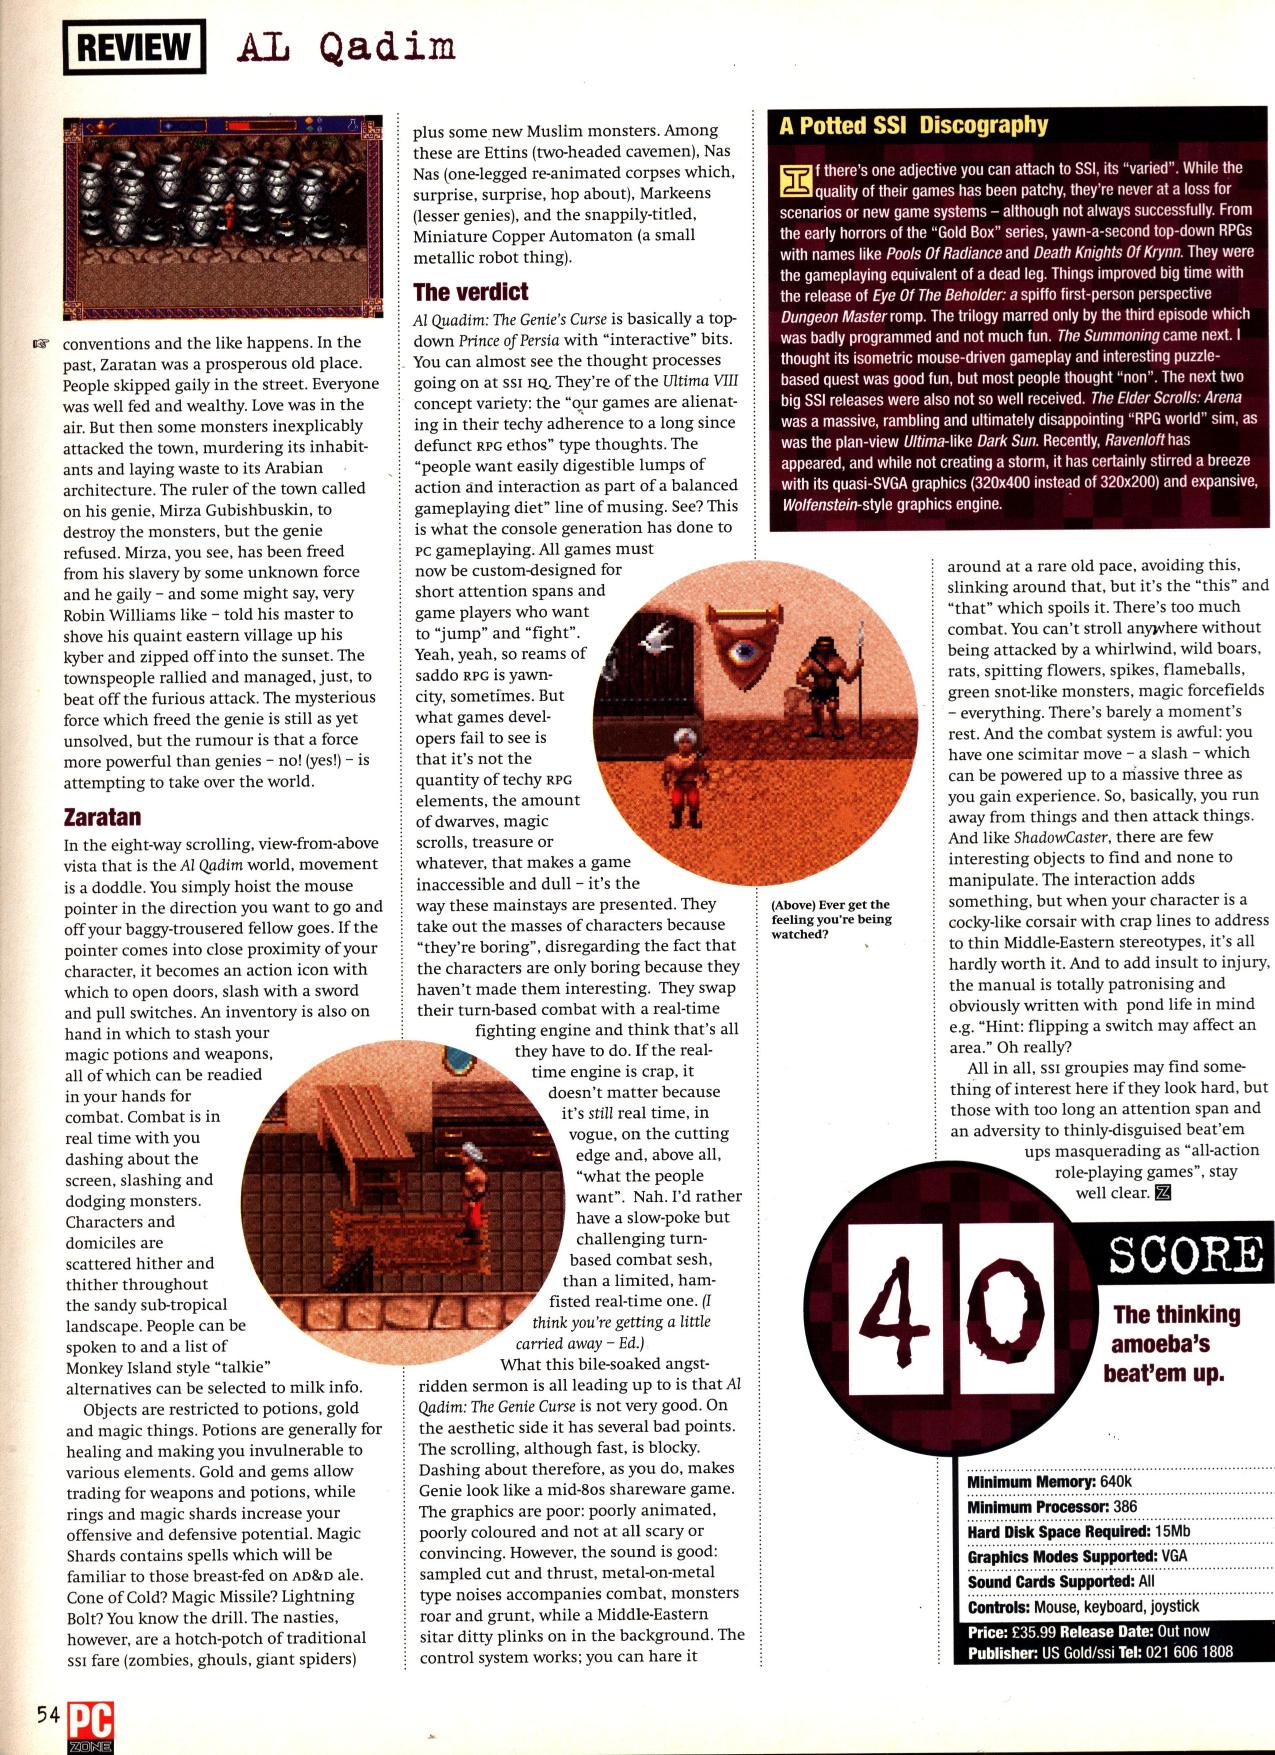 REVIEW
AL Qadim
☞ conventions and the like happens. In the
past, Zaratan was a prosperous old place.
People skipped gaily in the street. Everyone
was well fed and wealthy. Love was in the
air. But then some monsters inexplicably
attacked the town, murdering its inhabit-
ants and laying waste to its Arabian
architecture. The ruler of the town called
on his genie, Mirza Gubishbuskin, to
destroy the monsters, but the genie
refused. Mirza, you see, has been freed
from his slavery by some unknown force
and he gaily – and some might say, very
Robin Williams like – told his master to
shove his quaint eastern village up his
kyber and zipped off into the sunset. The
townspeople rallied and managed, just, to
beat off the furious attack. The mysterious
force which freed the genie is still as yet
unsolved, but the rumour is that a force
more powerful than genies – no! (yes!) – is
attempting to take over the world.
Zaratan
In the eight-way scrolling, view-from-above
vista that is the Al Qadim world, movement
is a doddle. You simply hoist the mouse
pointer in the direction you want to go and
off your baggy-trousered fellow goes. If the
pointer comes into close proximity of your
character, it becomes an action icon with
which to open doors, slash with a sword
and pull switches. An inventory is also on
hand in which to stash your
magic potions and weapons,
all of which can be readied
in your hands for
combat. Combat is in
real time with you
dashing about the
screen, slashing and
dodging monsters.
Characters and
domiciles are
scattered hither and
thither throughout
the sandy sub-tropical
landscape. People can be
spoken to and a list of
Monkey Island style "talkie"
alternatives can be selected to milk info.
Objects are restricted to potions, gold
and magic things. Potions are generally for
healing and making you invulnerable to
various elements. Gold and gems allow
trading for weapons and potions, while
rings and magic shards increase your
offensive and defensive potential. Magic
Shards contains spells which will be
familiar to those breast-fed on AD&D ale.
Cone of Cold? Magic Missile? Lightning
Bolt? You know the drill. The nasties,
however, are a hotch-potch of traditional
SSI fare (zombies, ghouls, giant spiders)
plus some new Muslim monsters. Among
these are Ettins (two-headed cavemen), Nas
Nas (one-legged re-animated corpses which,
surprise, surprise, hop about), Markeens
(lesser genies), and the snappily-titled,
Miniature Copper Automaton (a small
metallic robot thing).
The verdict
Al Quadim: The Genie's Curse is basically a top-
down Prince of Persia with "interactive" bits.
You can almost see the thought processes
going on at SSI HQ. They're of the Ultima VIII
concept variety: the "our games are alienat-
ing in their techy adherence to a long since
defunct RPG ethos" type thoughts. The
"people want easily digestible lumps of
action and interaction as part of a balanced
gameplaying diet" line of musing. See? This
is what the console generation has done to
PC gameplaying. All games must
now be custom-designed for
short attention spans and
game players who want
to "jump" and "fight".
Yeah, yeah, so reams of
saddo RPG is yawn-
city, sometimes. But
what games devel-
opers fail to see is
that it's not the
quantity of techy RPG
elements, the amount
of dwarves, magic
scrolls, treasure or
whatever, that makes a game
inaccessible and dull – it's the
way these mainstays are presented. They
take out the masses of characters because
"they're boring", disregarding the fact that
the characters are only boring because they
haven't made them interesting. They swap
their turn-based combat with a real-time
fighting engine and think that's all
they have to do. If the real-
time engine is crap, it
doesn't matter because
it's still real time, in
vogue, on the cutting
edge and, above all,
"what the people
want". Nah. I'd rather
have a slow-poke but
challenging turn-
based combat sesh,
than a limited, ham-
fisted real-time one. (I
think you're getting a little
carried away – Ed.)
What this bile-soaked angst-
ridden sermon is all leading up to is that Al
Qadim: The Genie Curse is not very good. On
the aesthetic side it has several bad points.
The scrolling, although fast, is blocky.
Dashing about therefore, as you do, makes
Genie look like a mid-80s shareware game.
The graphics are poor: poorly animated,
poorly coloured and not at all scary or
convincing. However, the sound is good:
sampled cut and thrust, metal-on-metal
type noises accompanies combat, monsters
roar and grunt, while a Middle-Eastern
sitar ditty plinks on in the background. The
control system works; you can hare it
A Potted SSI Discography
If there's one adjective you can attach to SSI, its "varied". While the
quality of their games has been patchy, they're never at a loss for
scenarios or new game systems – although not always successfully. From
the early horrors of the "Gold Box" series, yawn-a-second top-down RPGs
with names like Pools Of Radiance and Death Knights Of Krynn. They were
the gameplaying equivalent of a dead leg. Things improved big time with
the release of Eye Of The Beholder: a spiffo first-person perspective
Dungeon Master romp. The trilogy marred only by the third episode which
was badly programmed and not much fun. The Summoning came next. I
thought its isometric mouse-driven gameplay and interesting puzzle-
based quest was good fun, but most people thought "non". The next two
big SSI releases were also not so well received. The Elder Scrolls: Arena
was a massive, rambling and ultimately disappointing "RPG world" sim, as
was the plan-view Ultima-like Dark Sun. Recently, Ravenloft has
appeared, and while not creating a storm, it has certainly stirred a breeze
with its quasi-SVGA graphics (320x400 instead of 320x200) and expansive,
Wolfenstein-style graphics engine.
(Above) Ever get the
feeling you're being
watched?
around at a rare old pace, avoiding this,
slinking around that, but it's the "this" and
"that" which spoils it. There's too much
combat. You can't stroll anywhere without
being attacked by a whirlwind, wild boars,
rats, spitting flowers, spikes, flameballs,
green snot-like monsters, magic forcefields
– everything. There's barely a moment's
rest. And the combat system is awful: you
have one scimitar move – a slash – which
can be powered up to a massive three as
you gain experience. So, basically, you run
away from things and then attack things.
And like ShadowCaster, there are few
interesting objects to find and none to
manipulate. The interaction adds
something, but when your character is a
cocky-like corsair with crap lines to address
to thin Middle-Eastern stereotypes, it's all
hardly worth it. And to add insult to injury,
the manual is totally patronising and
obviously written with pond life in mind
e.g. "Hint: flipping a switch may affect an
area." Oh really?
All in all, SSI groupies may find some-
thing of interest here if they look hard, but
those with too long an attention span and
an adversity to thinly-disguised beat'em
ups masquerading as "all-action
role-playing games", stay
well clear. Z
40
SCORE
The thinking
amoeba's
beat'em up.
Minimum Memory: 640k
Minimum Processor: 386
Hard Disk Space Required: 15Mb
Graphics Modes Supported: VGA
Sound Cards Supported: All
Controls: Mouse, keyboard, joystick
Price: £35.99 Release Date: Out now
Publisher: US Gold/ssi Tel: 021 606 1808
54
PC
ZONE